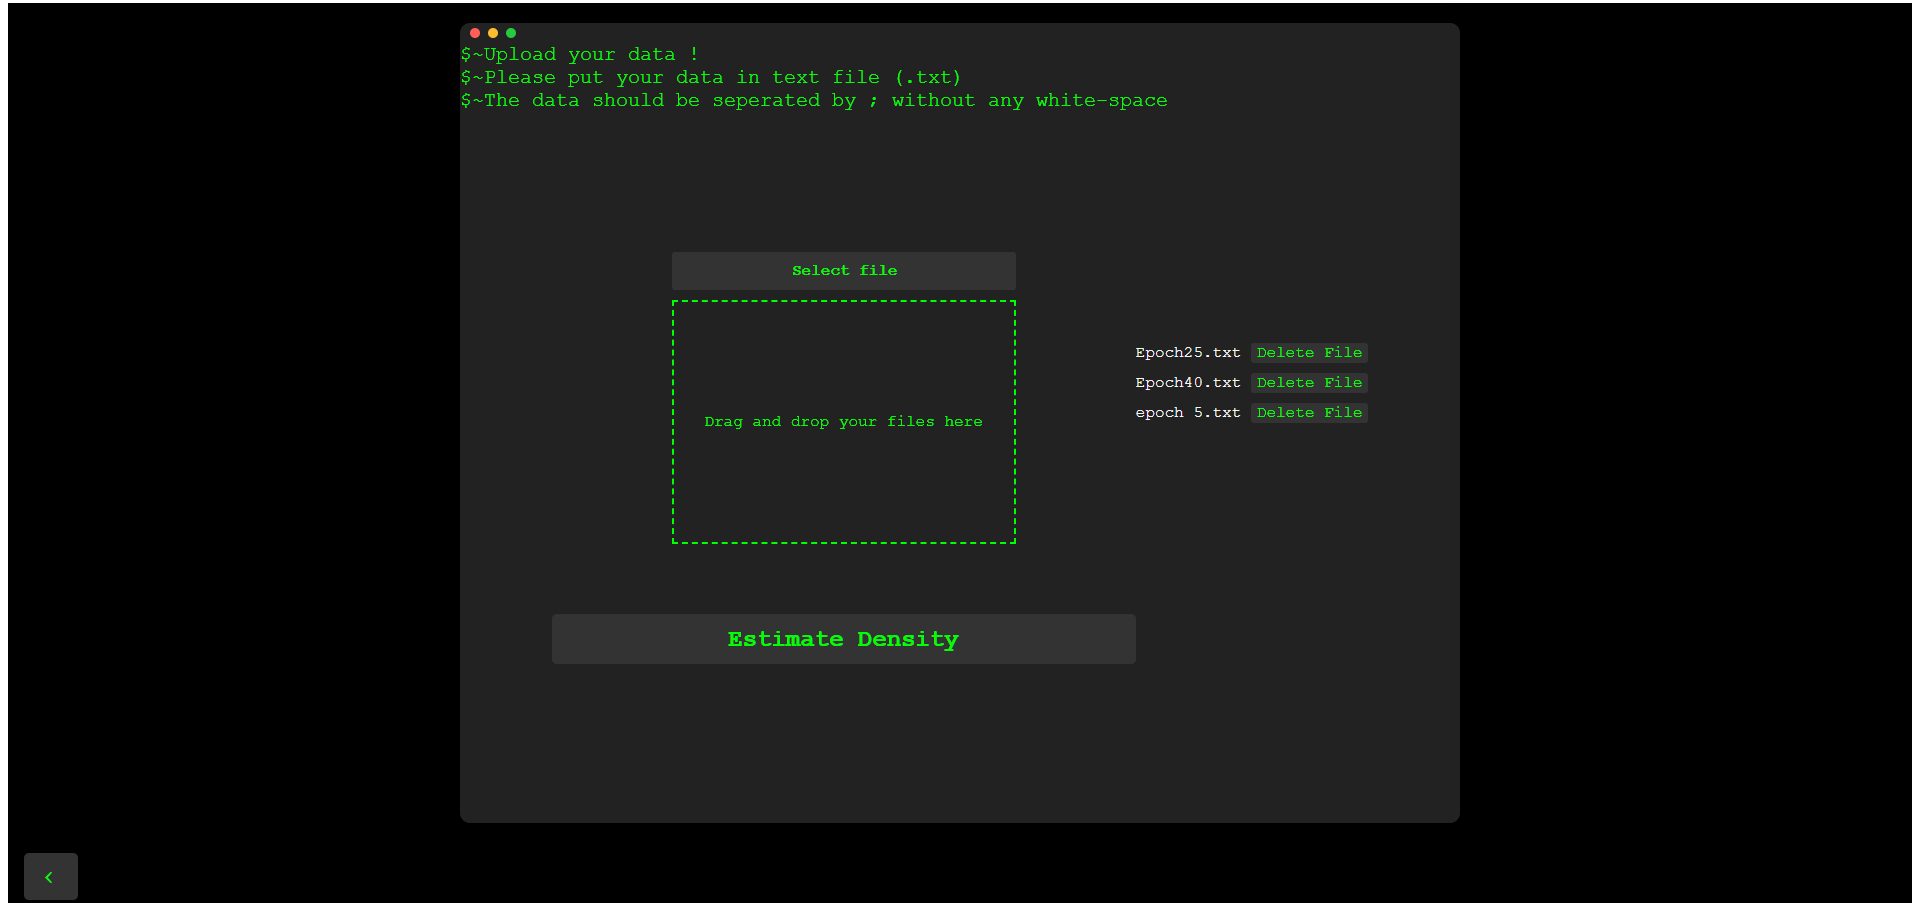 $~Upload your data !
$~Please put your data in text file (.txt)
$~The data should be seperated by ; without any white-space
Select file
Drag and drop your files here
Epoch25.txt Delete File
Epoch40.txt Delete File
epoch 5.txt Delete File
Estimate Density
<